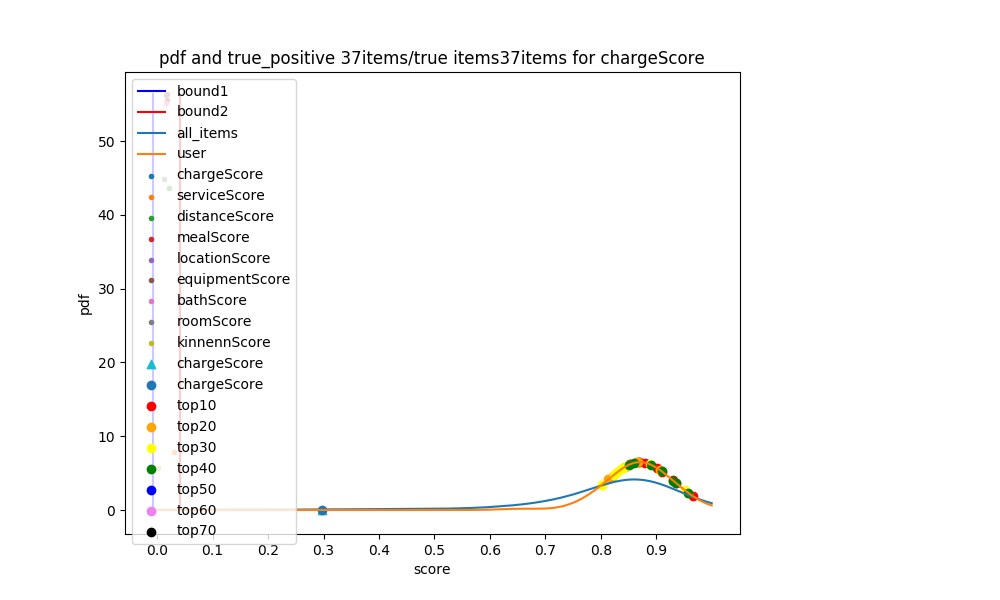 pdf and true_positive 37items/true items37items for chargeScore
bound1
bound2
all_items
user
chargeScore
serviceScore
distanceScore
mealScore
locationScore
equipmentScore
bathScore
roomScore
kinnennScore
chargeScore
chargeScore
top10
top20
top30
top40
top50
top60
top70
pdf
50
40
30
20
10
0
0.0 0.1 0.2 0.3 0.4 0.5 0.6 0.7 0.8 0.9
score